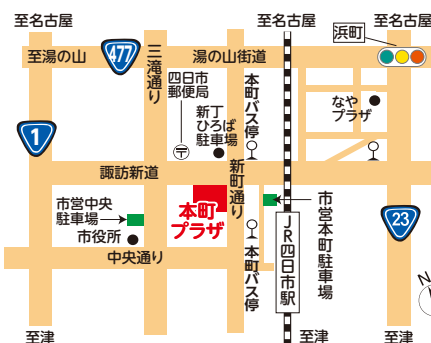 至名古屋
至名古屋
至名古屋
浜町
至湯の山
477
三滝通り
湯の山街道
四日市
郵便局
本町バス停
なや
プラザ
新丁
ひろば
駐車場
1
諏訪新道
新町通り
市営中央
駐車場
市役所
本町
プラザ
市営本町駐車場
23
JR四日市駅
本町バス停
中央通り
N
至津
至津
至津